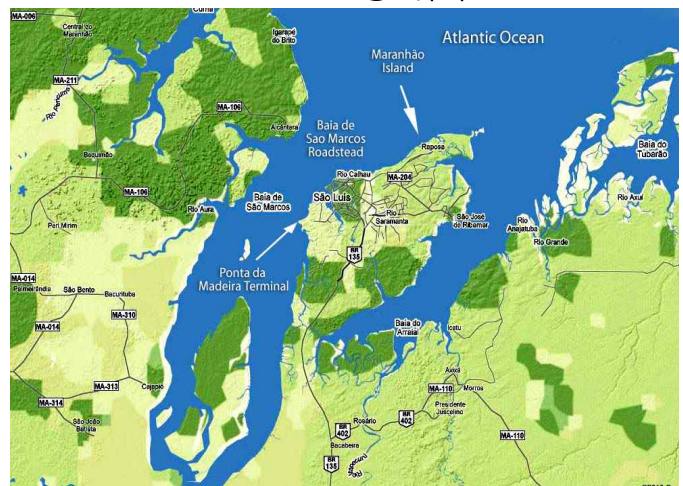 MA-006
Central do
Maranhão
Igarapé
do Brito
Atlantic Ocean
Maranhão
Island
MA-211
MA-106
Alcântara
Baia de
Sao Marcos
Roadstead
Raposa
Baia do
Tubarão
Bequimão
Rio Calhau
MA-204
MA-106
Baia de
São Marcos
São Luis
Rio
Saramanta
São José
de Ribamar
Rio Axui
Rio Aura
Rio
Anajatuba
Rio Grande
Peri Mirim
BR
135
Ponta da
Madeira Terminal
MA-014
Palmeirândia
São Bento
Bacurituba
MA-310
MA-014
Baia do
Arraial
Icatu
MA-313
Cajapió
Axixá
MA-110
Morros
MA-314
São João
Batista
Presidente
Juscelino
Rosário
BR
402
BR
402
MA-110
Bacabeira
BR
135